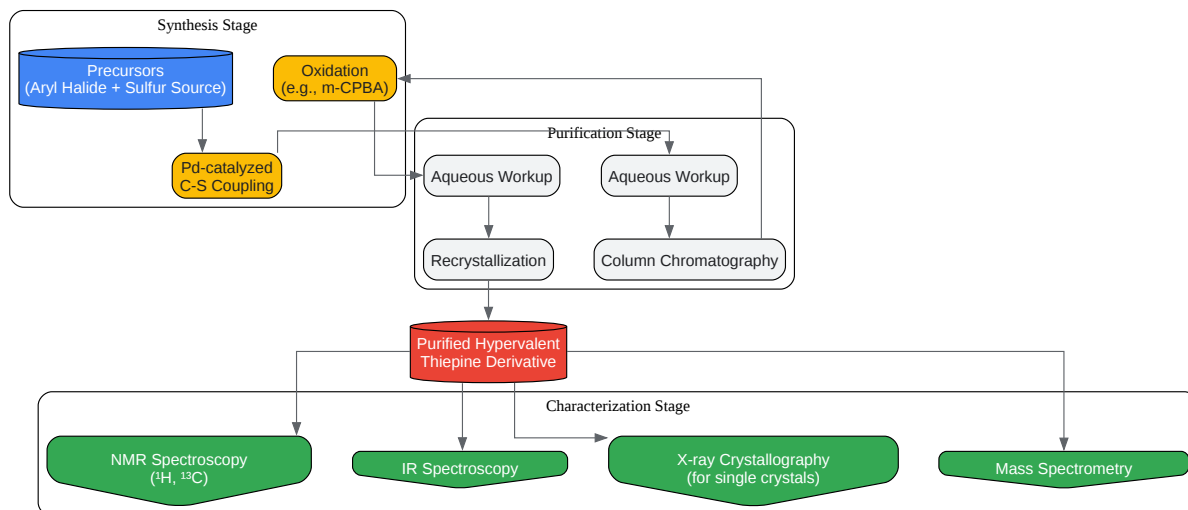 Synthesis Stage
Precursors
(Aryl Halide + Sulfur Source)
Oxidation
(e.g., m-CPBA)
Pd-catalyzed
C-S Coupling
Purification Stage
Aqueous Workup
Aqueous Workup
Recrystallization
Column Chromatography
Purified Hypervalent
Thiepine Derivative
Characterization Stage
NMR Spectroscopy
(¹H, ¹³C)
IR Spectroscopy
X-ray Crystallography
(for single crystals)
Mass Spectrometry